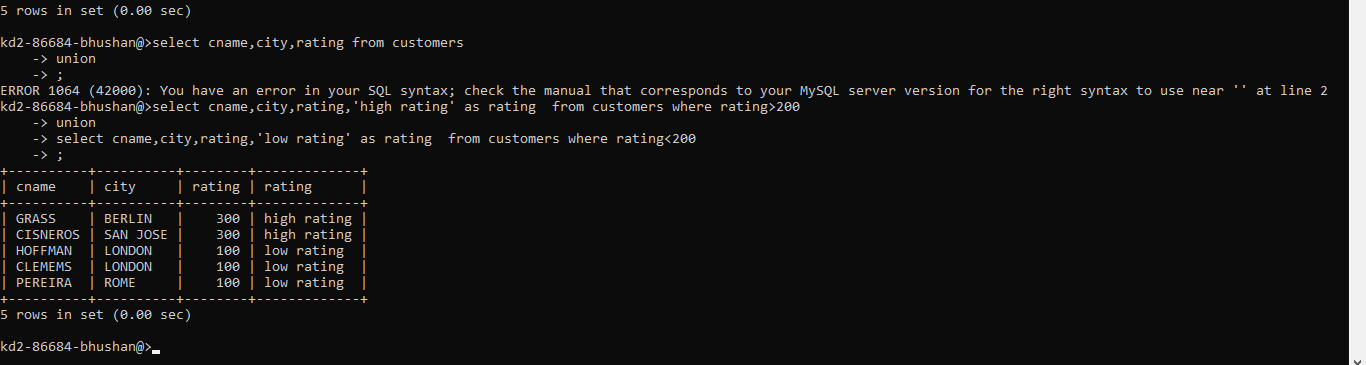 5 rows in set (0.00 sec)
kd2-86684-bhushan@>select cname,city,rating from customers
    -> union
    -> ;
ERROR 1064 (42000): You have an error in your SQL syntax; check the manual that corresponds to your MySQL server version for the right syntax to use near '' at line 2
kd2-86684-bhushan@>select cname,city,rating,'high rating' as rating  from customers where rating>200
    -> union
    -> select cname,city,rating,'low rating' as rating  from customers where rating<200
    -> ;
+----------+----------+--------+-------------+
| cname    | city     | rating | rating      |
+----------+----------+--------+-------------+
| GRASS    | BERLIN   |    300 | high rating |
| CISNEROS | SAN JOSE |    300 | high rating |
| HOFFMAN  | LONDON   |    100 | low rating  |
| CLEMEMS  | LONDON   |    100 | low rating  |
| PEREIRA  | ROME     |    100 | low rating  |
+----------+----------+--------+-------------+
5 rows in set (0.00 sec)
kd2-86684-bhushan@>